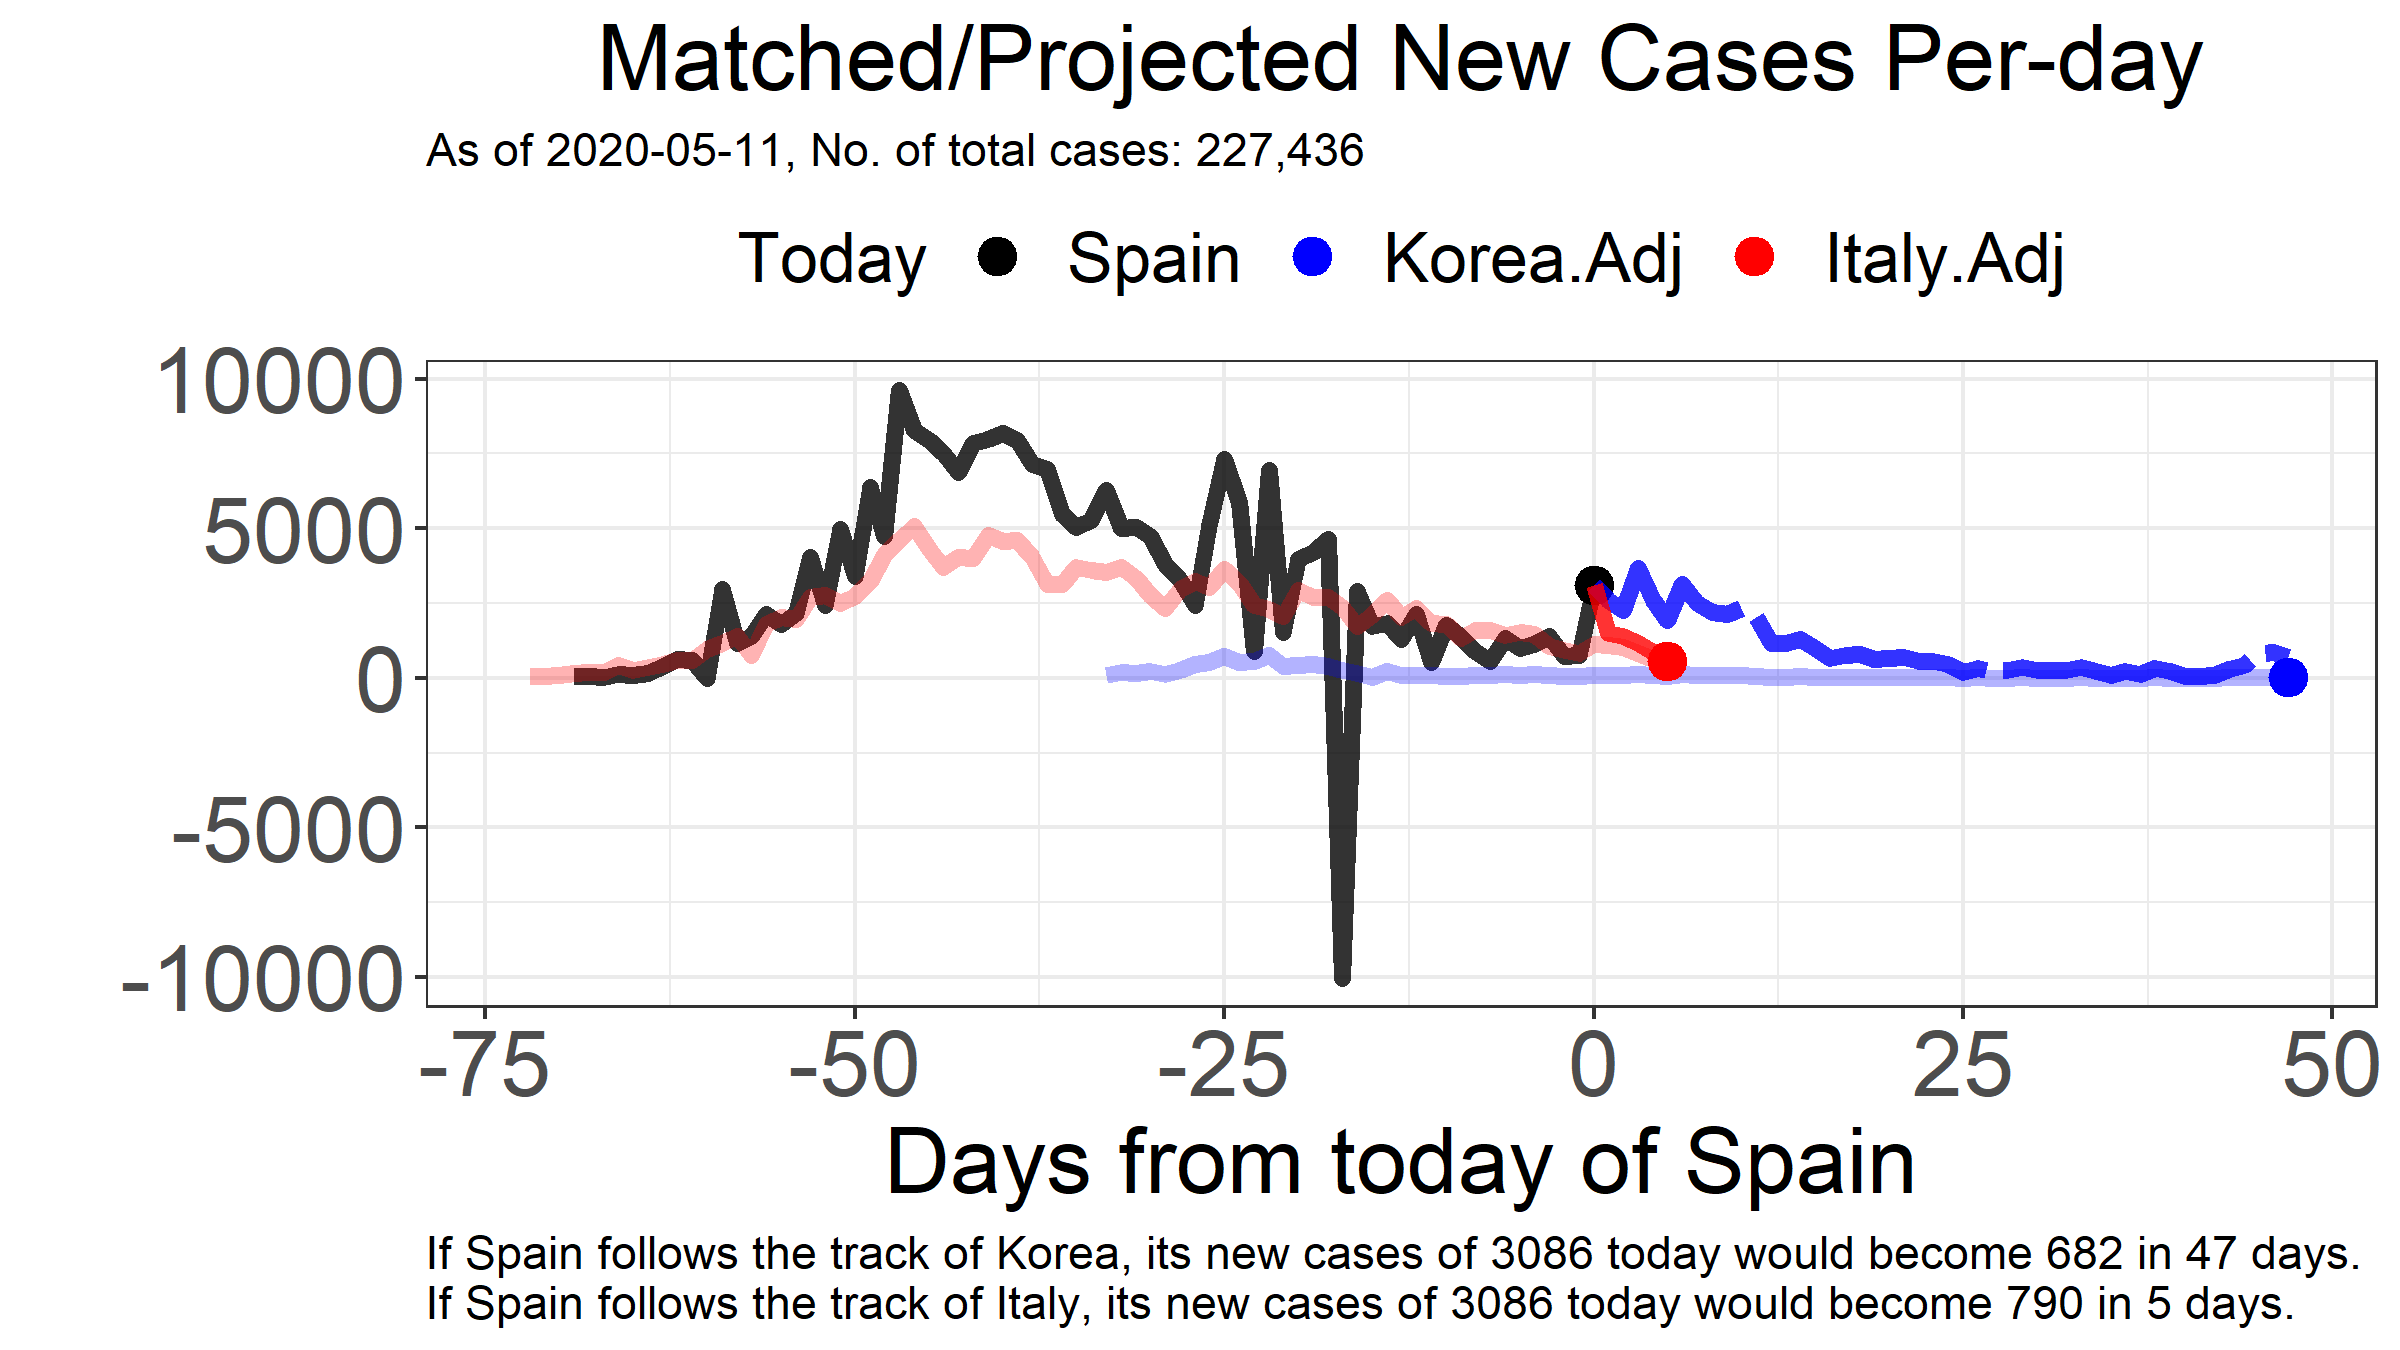 Matched/Projected New Cases Per-day
As of 2020-05-11, No. of total cases: 227,436
Today Spain Korea.Adj Italy.Adj
10000
5000
0
-5000
-10000
-75 -50 -25 0 25 50
Days from today of Spain
If Spain follows the track of Korea, its new cases of 3086 today would become 682 in 47 days.
If Spain follows the track of Italy, its new cases of 3086 today would become 790 in 5 days.